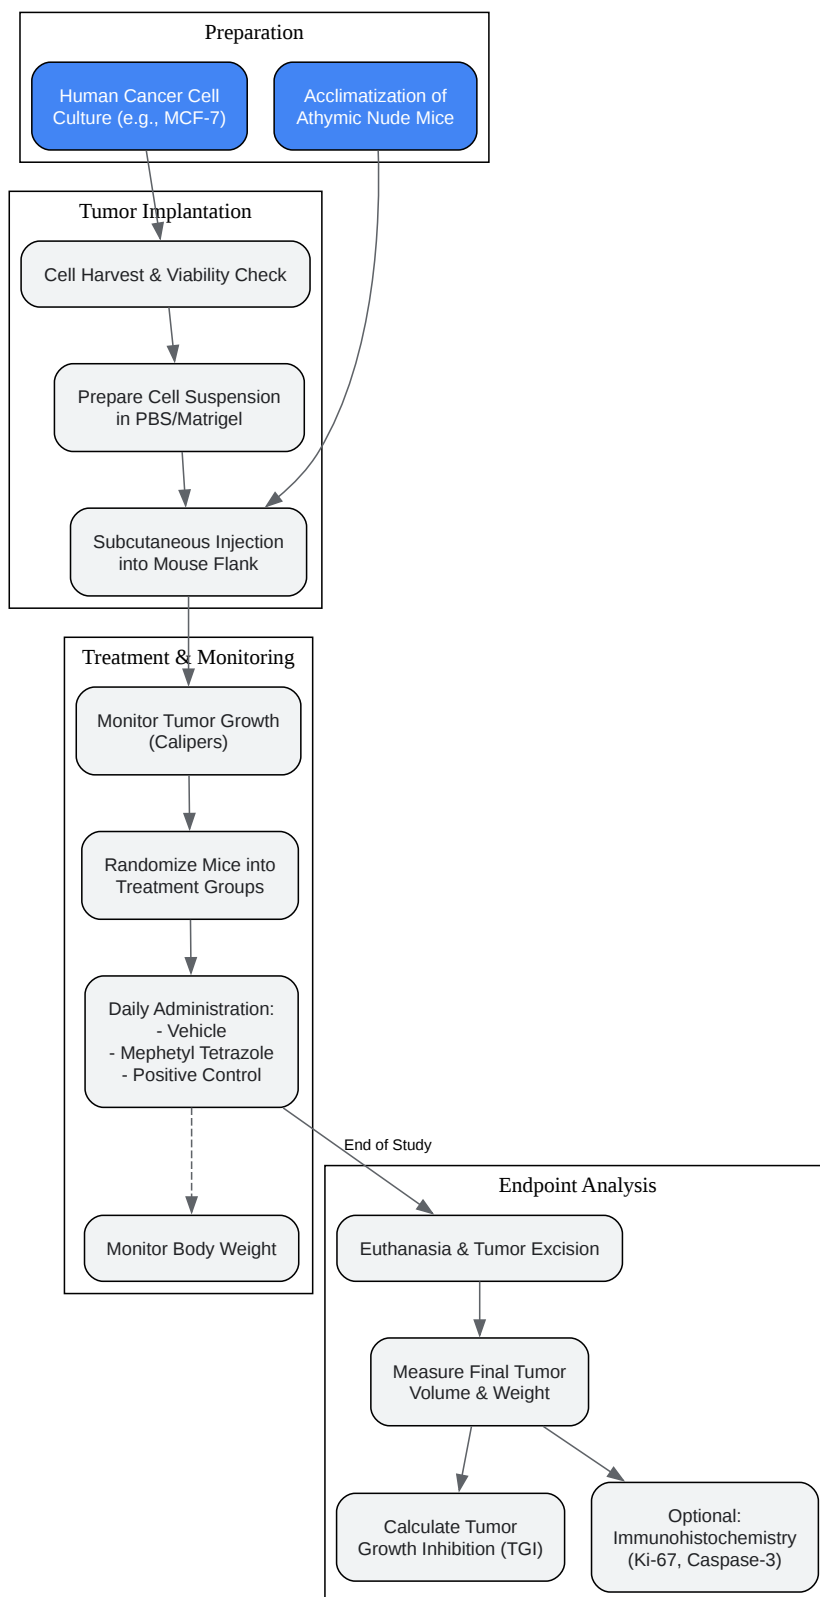 Preparation
Human Cancer Cell
Culture (e.g., MCF-7)
Acclimatization of
Athymic Nude Mice
Tumor Implantation
Cell Harvest & Viability Check
Prepare Cell Suspension
in PBS/Matrigel
Subcutaneous Injection
into Mouse Flank
Treatment & Monitoring
Monitor Tumor Growth
(Calipers)
Randomize Mice into
Treatment Groups
Daily Administration:
- Vehicle
- Mephetyl Tetrazole
- Positive Control
End of Study
Monitor Body Weight
Endpoint Analysis
Euthanasia & Tumor Excision
Measure Final Tumor
Volume & Weight
Calculate Tumor
Growth Inhibition (TGI)
Optional:
Immunohistochemistry
(Ki-67, Caspase-3)